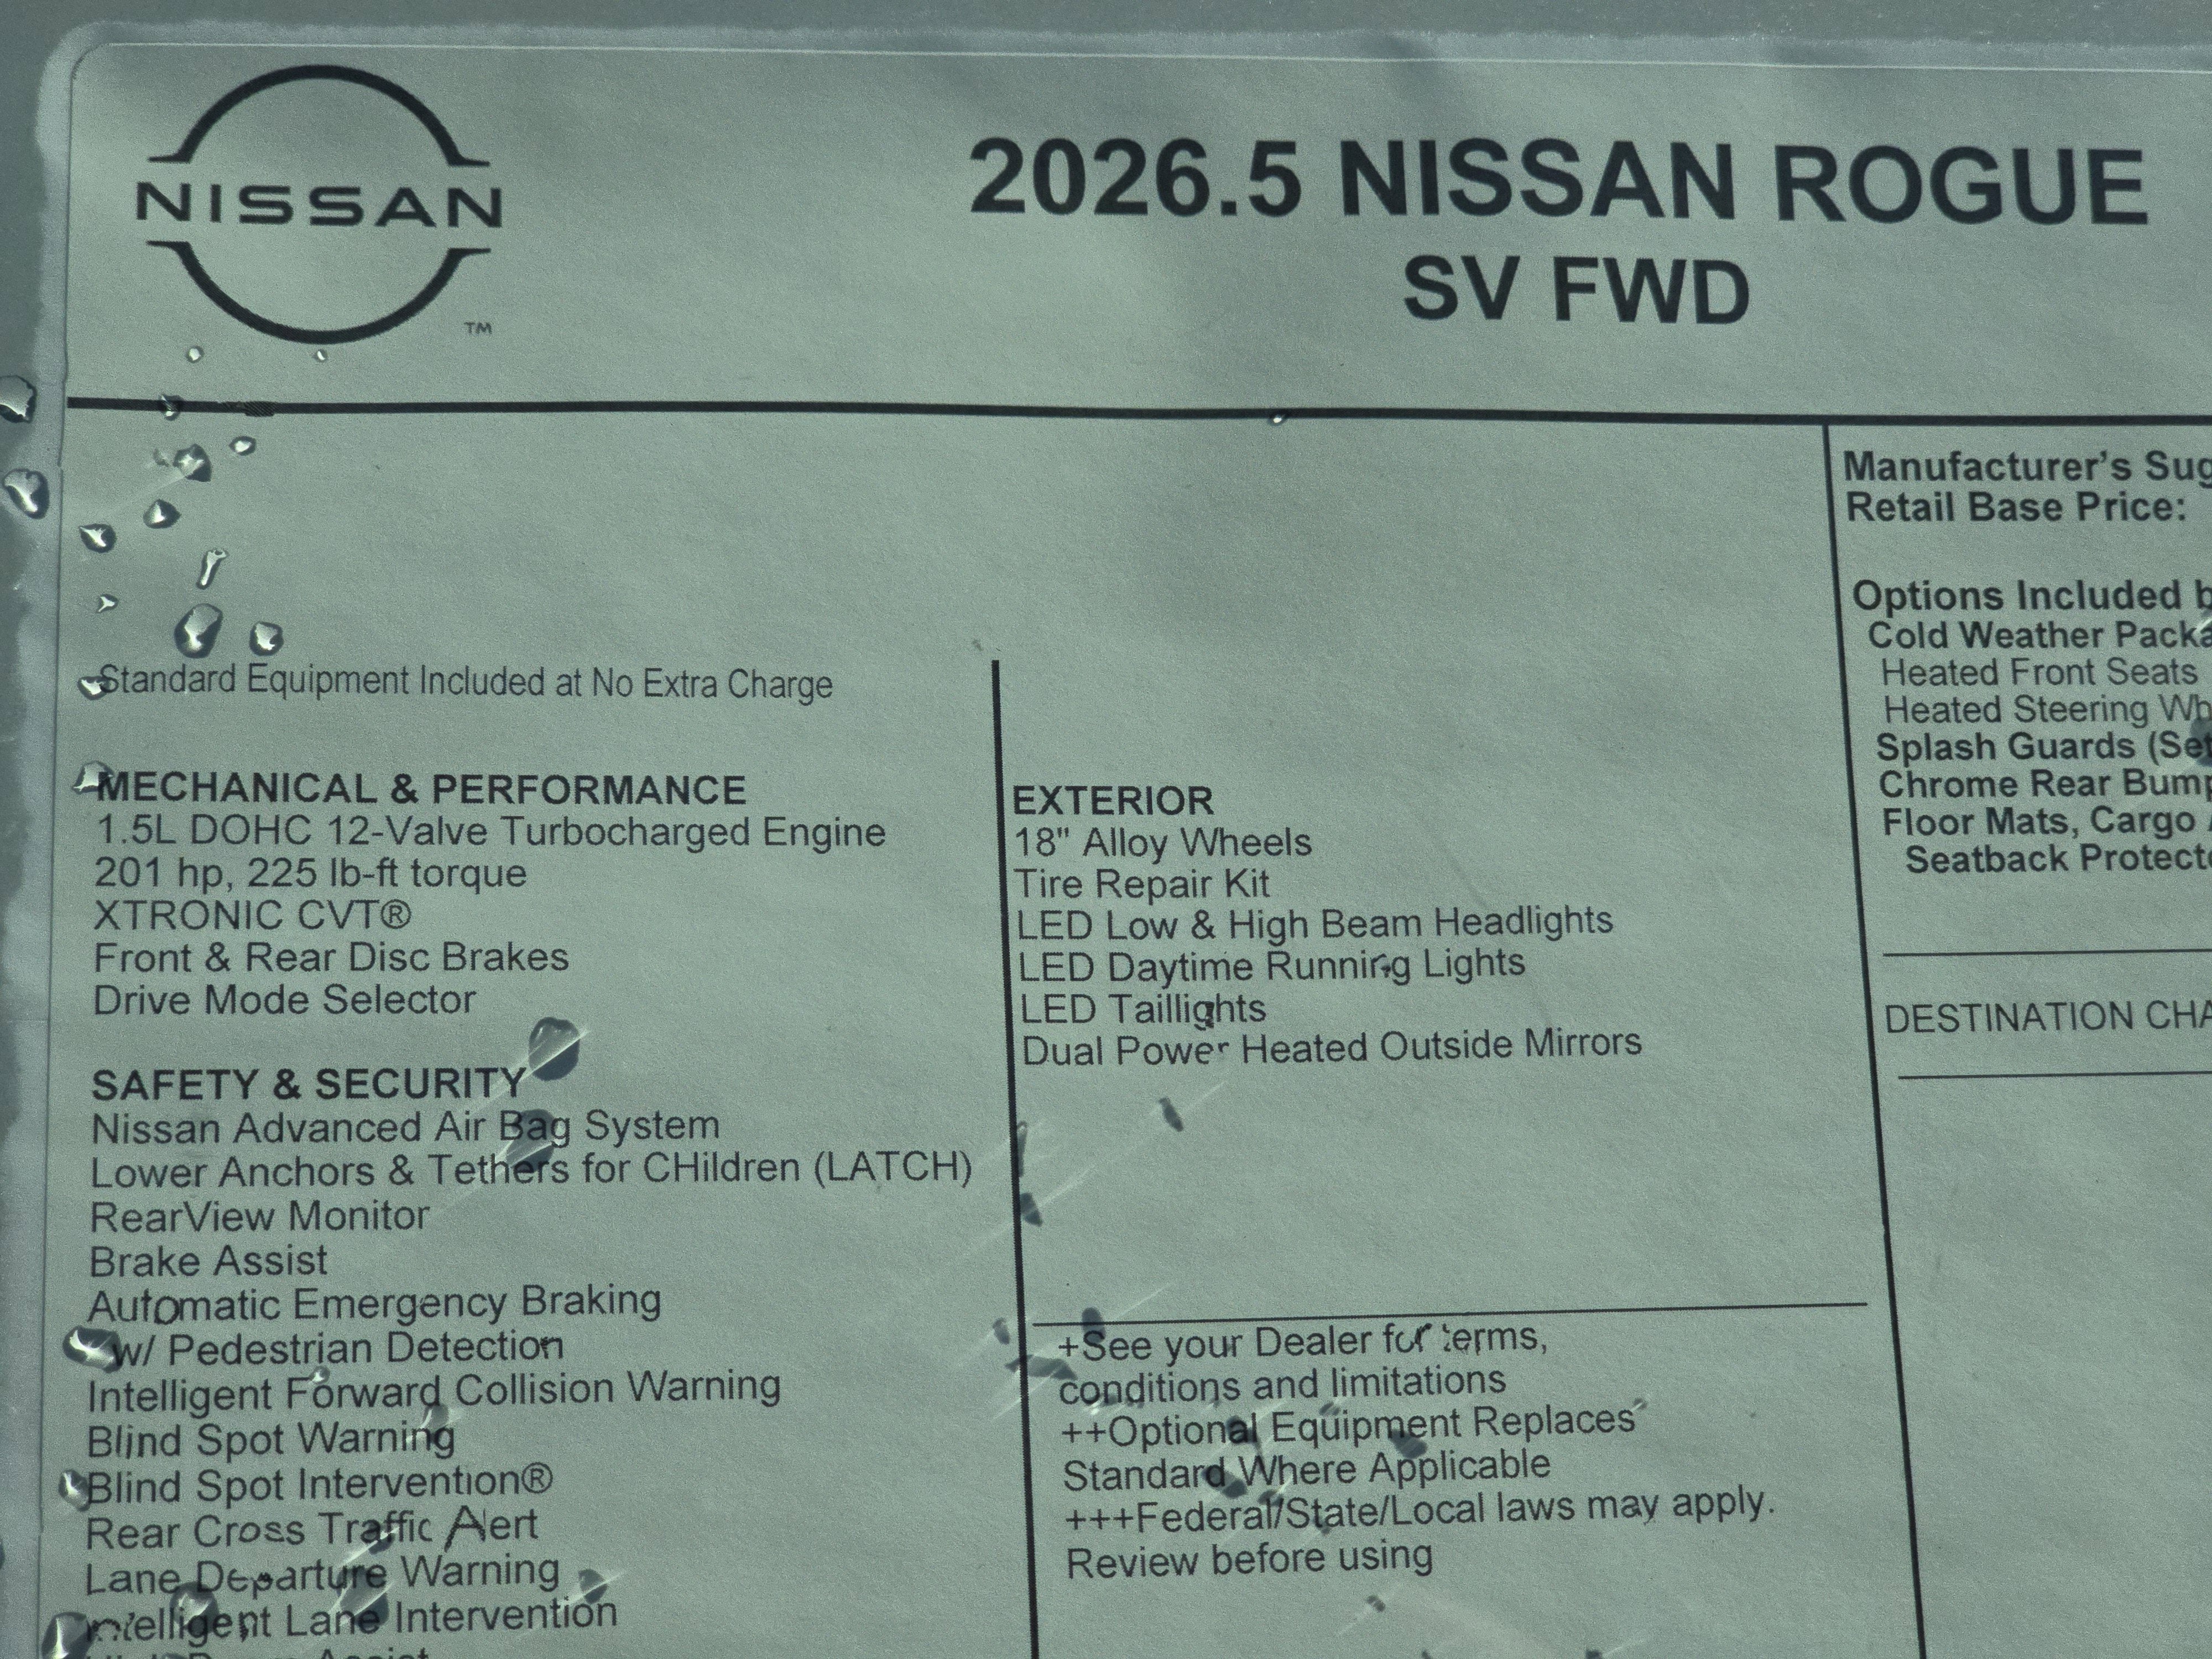 NISSAN
TM
2026.5 NISSAN ROGUE
SV FWD
Standard Equipment Included at No Extra Charge
MECHANICAL & PERFORMANCE
1.5L DOHC 12-Valve Turbocharged Engine
201 hp, 225 lb-ft torque
XTRONIC CVT®
Front & Rear Disc Brakes
Drive Mode Selector
SAFETY & SECURITY
Nissan Advanced Air Bag System
Lower Anchors & Tethers for CHildren (LATCH)
RearView Monitor
Brake Assist
Automatic Emergency Braking
w/ Pedestrian Detection
Intelligent Forward Collision Warning
Blind Spot Warning
Blind Spot Intervention®
Rear Cross Traffic Alert
Lane Departure Warning
Intelligent Lane Intervention
Assist
EXTERIOR
18" Alloy Wheels
Tire Repair Kit
LED Low & High Beam Headlights
LED Daytime Running Lights
LED Taillights
Dual Power Heated Outside Mirrors
+See your Dealer for terms,
conditions and limitations
++Optional Equipment Replaces
Standard Where Applicable
+++Federal/State/Local laws may apply.
Review before using
Manufacturer's Sug
Retail Base Price:
Options Included b
Cold Weather Packa
Heated Front Seats
Heated Steering Wh
Splash Guards (Set
Chrome Rear Bump
Floor Mats, Cargo
Seatback Protecto
DESTINATION CHA